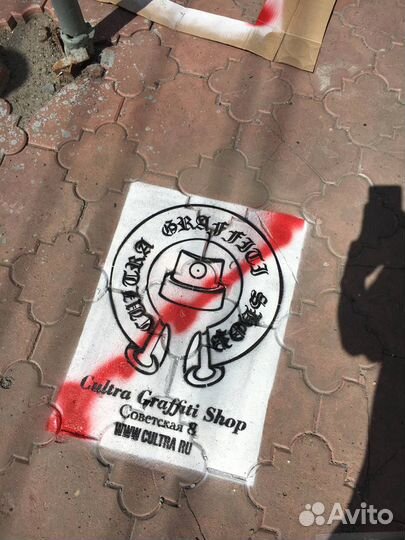 CULTRA GRAFFITI SHOP
Cultra Graffiti Shop
Советская 8
WWW.CULTRA.RU
Avito